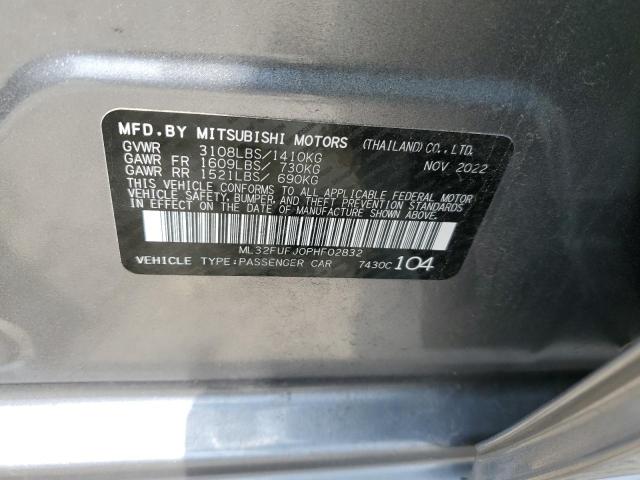 MFD.BY MITSUBISHI MOTORS (THAILAND) CO.,LTD.
GVWR 3108LBS/1410KG NOV 2022
GAWR FR 1609LBS/ 730KG
GAWR RR 1521LBS/ 690KG
THIS VEHICLE CONFORMS TO ALL APPLICABLE FEDERAL MOTOR
VEHICLE SAFETY, BUMPER, AND THEFT PREVENTION STANDARDS
IN EFFECT ON THE DATE OF MANUFACTURE SHOWN ABOVE.
ML32FUFJ0PHF02832
VEHICLE TYPE:PASSENGER CAR 7430C 104